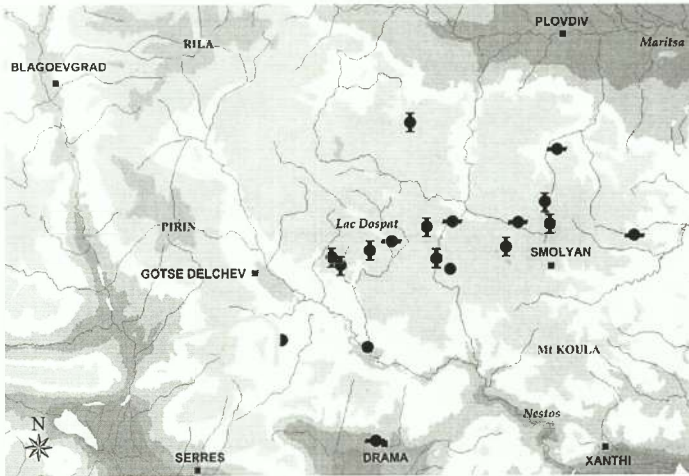 PLOVDIV
Maritsa
RILA
BLAGOEVGRAD
Lac Dospat
PIRIN
SMOLYAN
GOTSE DELCHEV
Mt KOULA
Nestos
N
SERRES
DRAMA
XANTHI